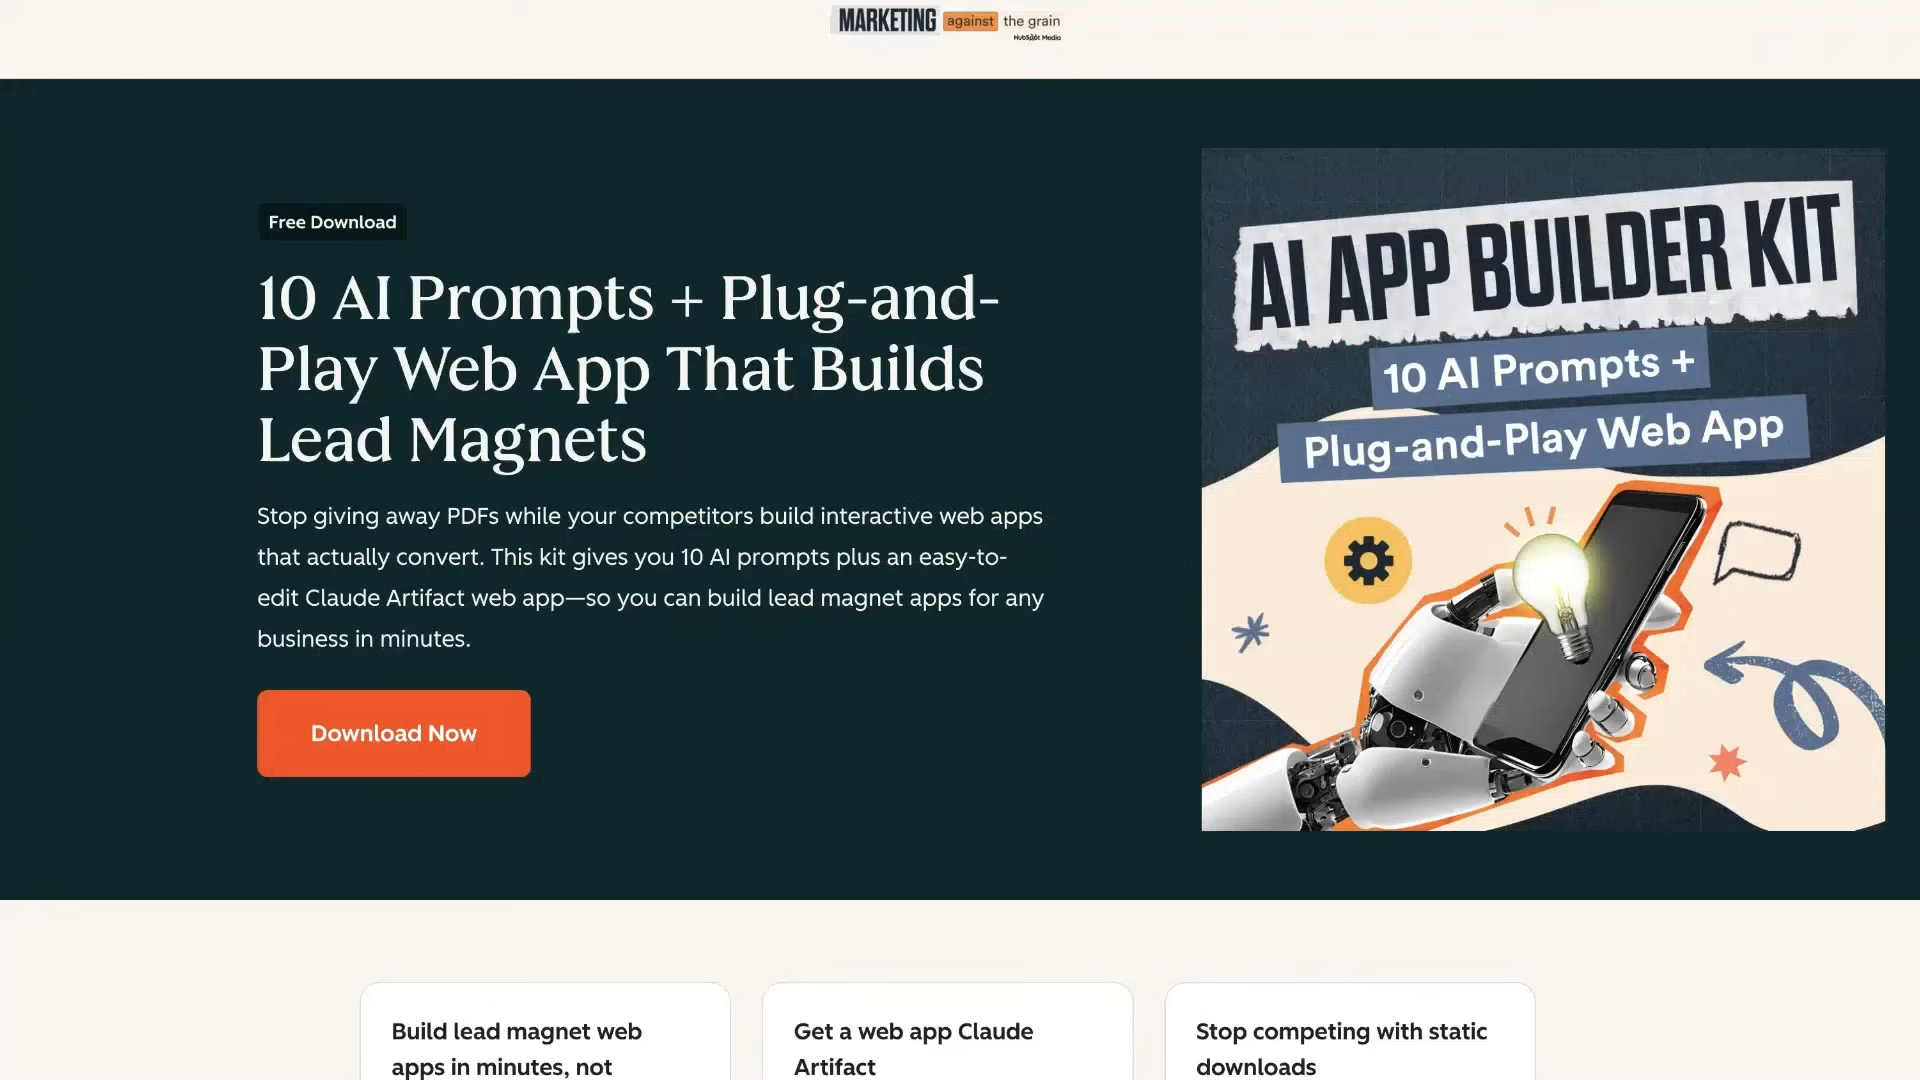 MARKETING against the grain
HubSpot Media
Free Download
10 AI Prompts + Plug-and-
Play Web App That Builds
Lead Magnets
Stop giving away PDFs while your competitors build interactive web apps
that actually convert. This kit gives you 10 AI prompts plus an easy-to-
edit Claude Artifact web app—so you can build lead magnet apps for any
business in minutes.
Download Now
AI APP BUILDER KIT
10 AI Prompts +
Plug-and-Play Web App
Build lead magnet web
apps in minutes, not
Get a web app Claude
Artifact
Stop competing with static
downloads